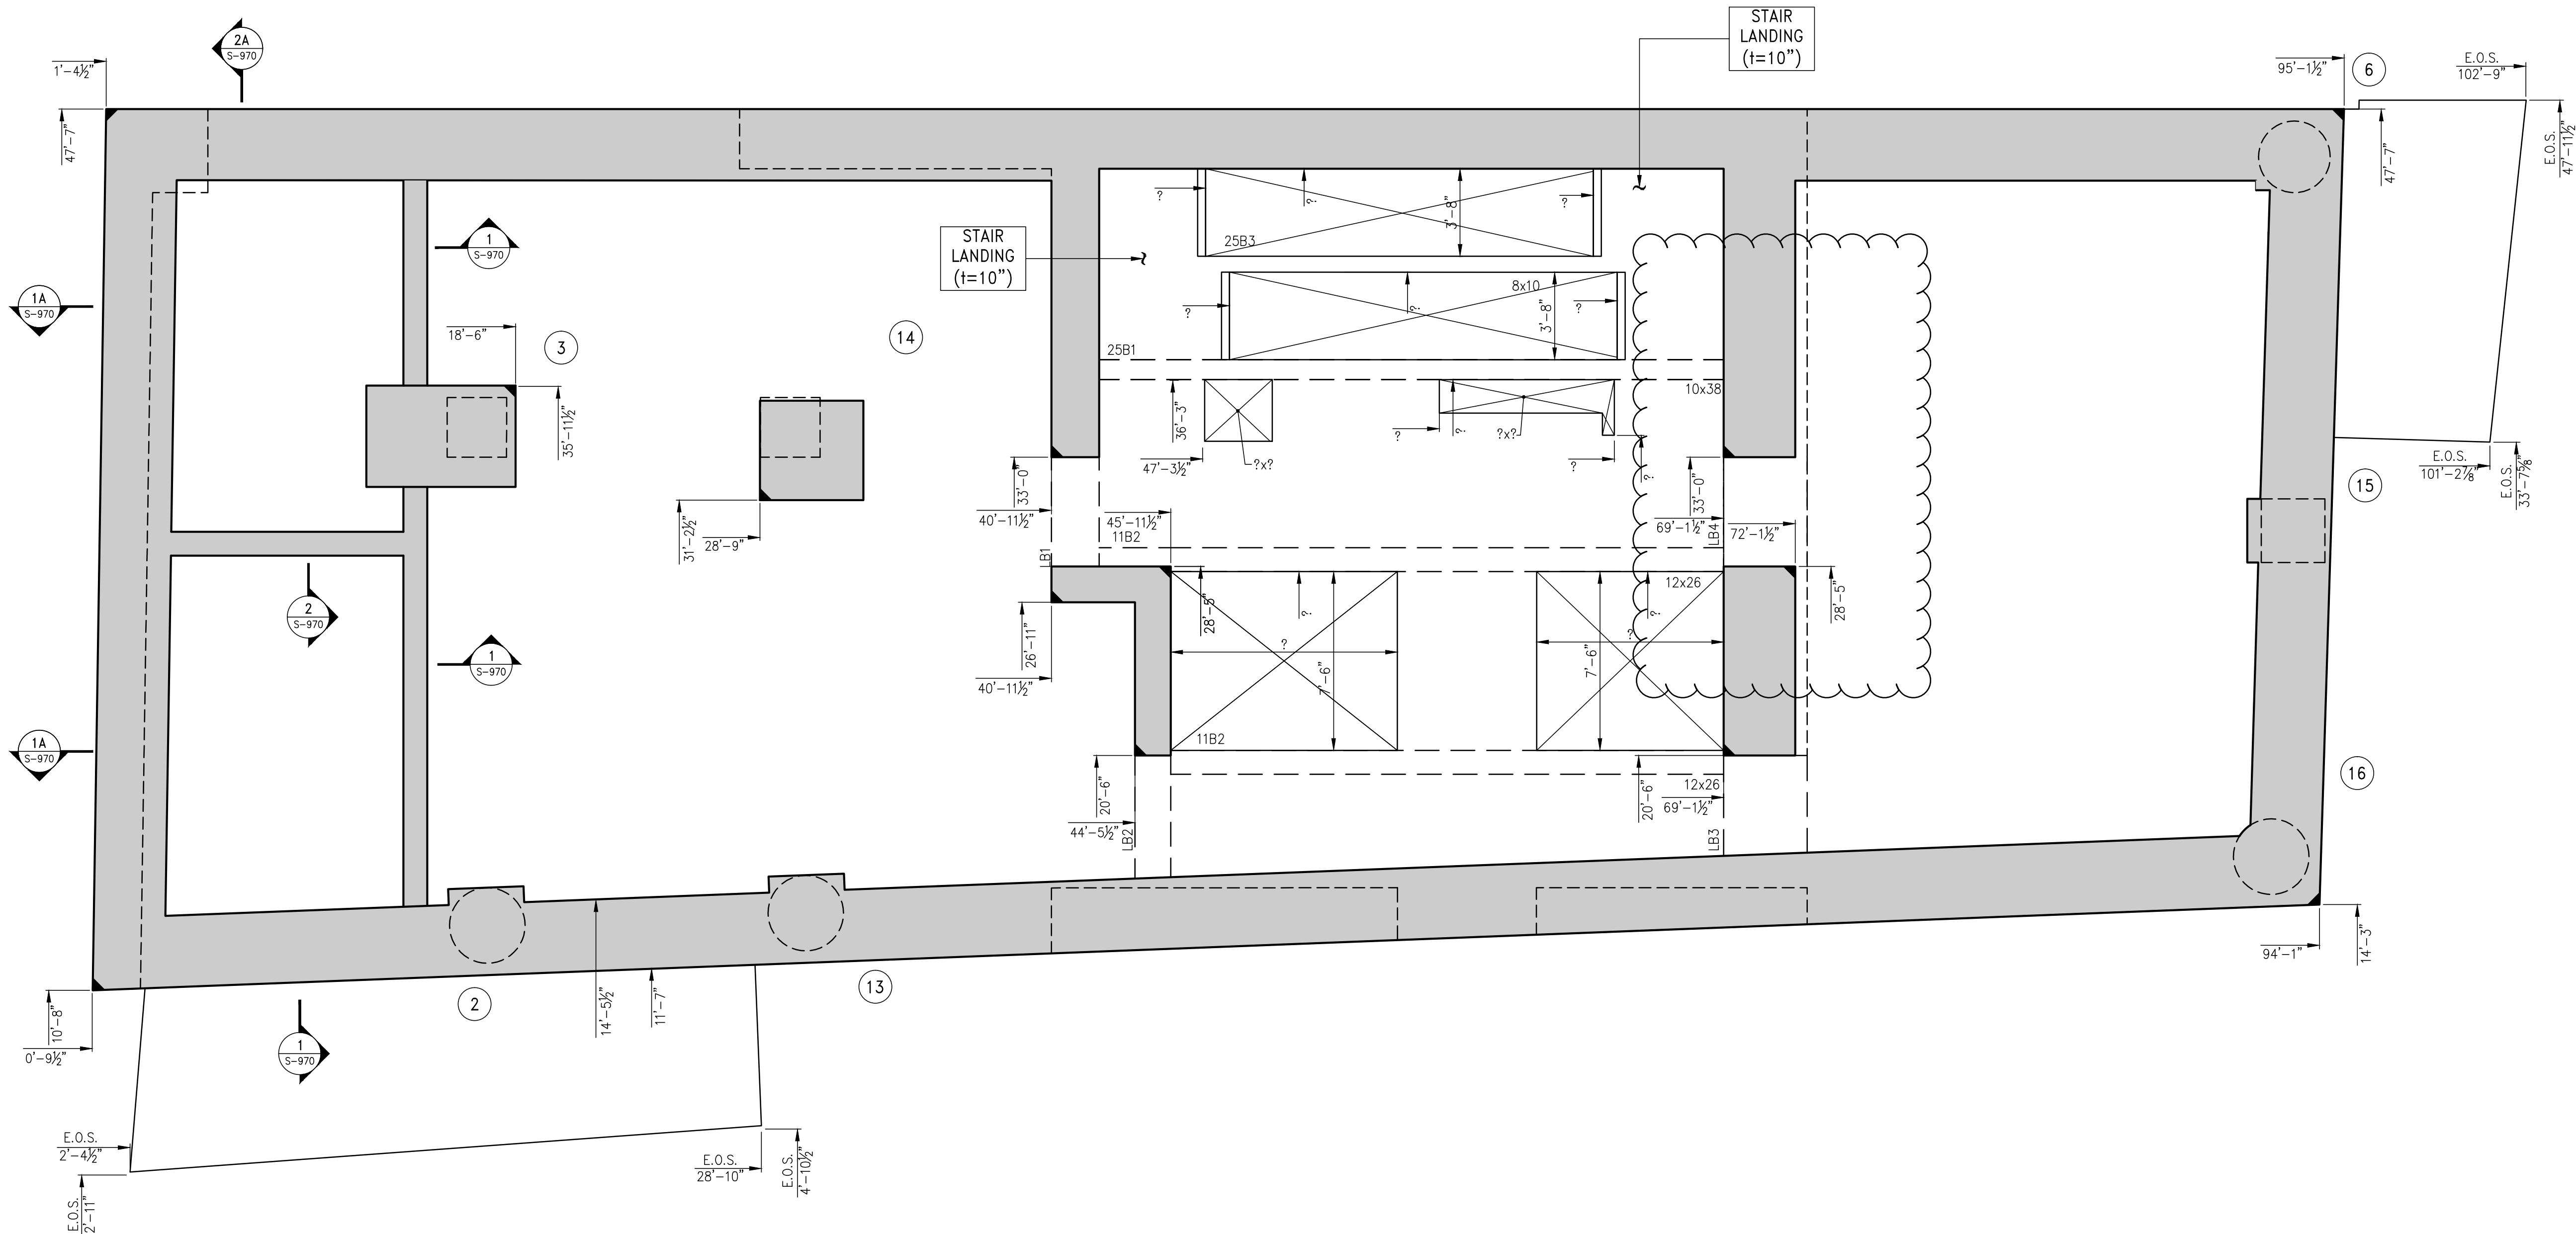 2A
S-970
1'-4½"
47'-7"
STAIR
LANDING
(t=10")
95'-1½"
6
E.O.S.
102'-9"
E.O.S.
47'-11½"
47'-7"
1
S-970
1A
S-970
18'-6"
3
14
35'-11½"
STAIR
LANDING
(t=10")
?
?
3'-8"
?
25B3
?
?
8x10
3'-8"
?
25B1
10x38
36'-3"
47'-3½"
?x?
?
?
?x?
?
?
E.O.S.
101'-2⅞"
E.O.S.
33'-7⅝"
15
31'-2½"
28'-9"
33'-0"
40'-11½"
45'-11½"
11B2
LB1
33'-0"
69'-1½"
LB4
72'-1½"
2
S-970
1
S-970
26'-11"
40'-11½"
28'-5"
?
?
7'-6"
12x26
?
?
7'-6"
28'-5"
1A
S-970
11B2
20'-6"
44'-5½"
LB2
20'-6"
12x26
69'-1½"
LB3
16
94'-1"
14'-3"
10'-8"
0'-9½"
2
13
14'-5½"
11'-7"
1
S-970
E.O.S.
2'-4½"
E.O.S.
2'-11"
E.O.S.
28'-10"
E.O.S.
4'-10½"